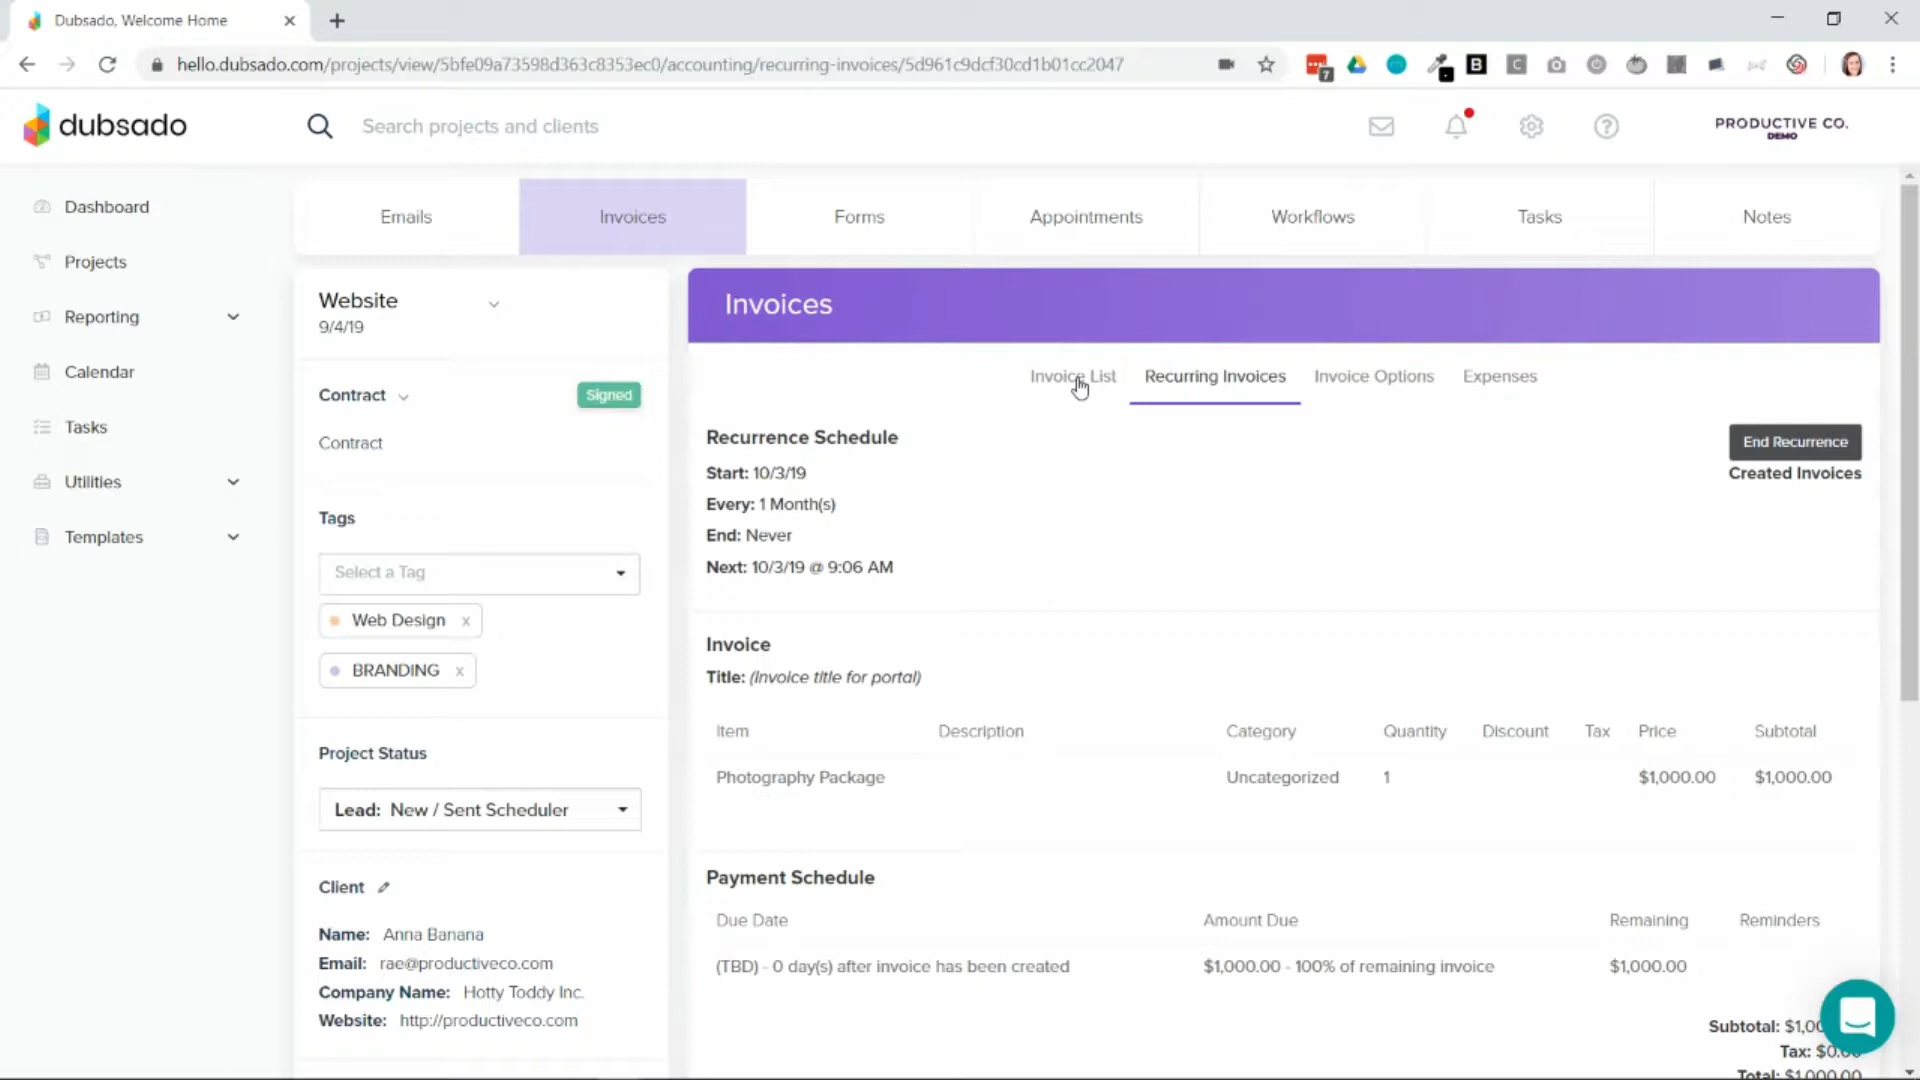 Dubsado, Welcome Home
hello.dubsado.com/projects/view/5bfe09a73598d363c8353ec0/accounting/recurring-invoices/5d961c9dcf30cd1b01cc2047
7
B
C
dubsado
Search projects and clients
PRODUCTIVE CO.
DEMO
Dashboard
Projects
Reporting
Calendar
Tasks
Utilities
Templates
Emails
Invoices
Forms
Appointments
Workflows
Tasks
Notes
Website
9/4/19
Contract
Signed
Contract
Tags
Select a Tag
Web Design x
BRANDING x
Project Status
Lead: New / Sent Scheduler
Client
Name: Anna Banana
Email: rae@productiveco.com
Company Name: Hotty Toddy Inc.
Website: http://productiveco.com
Invoices
Invoice List
Recurring Invoices
Invoice Options
Expenses
Recurrence Schedule
Start: 10/3/19
Every: 1 Month(s)
End: Never
Next: 10/3/19 @ 9:06 AM
End Recurrence
Created Invoices
Invoice
Title: (Invoice title for portal)
Item Description Category Quantity Discount Tax Price Subtotal
Photography Package Uncategorized 1 $1,000.00 $1,000.00
Payment Schedule
Due Date Amount Due Remaining Reminders
(TBD) - 0 day(s) after invoice has been created $1,000.00 - 100% of remaining invoice $1,000.00
Subtotal:
Tax:
Total: $1,000.00